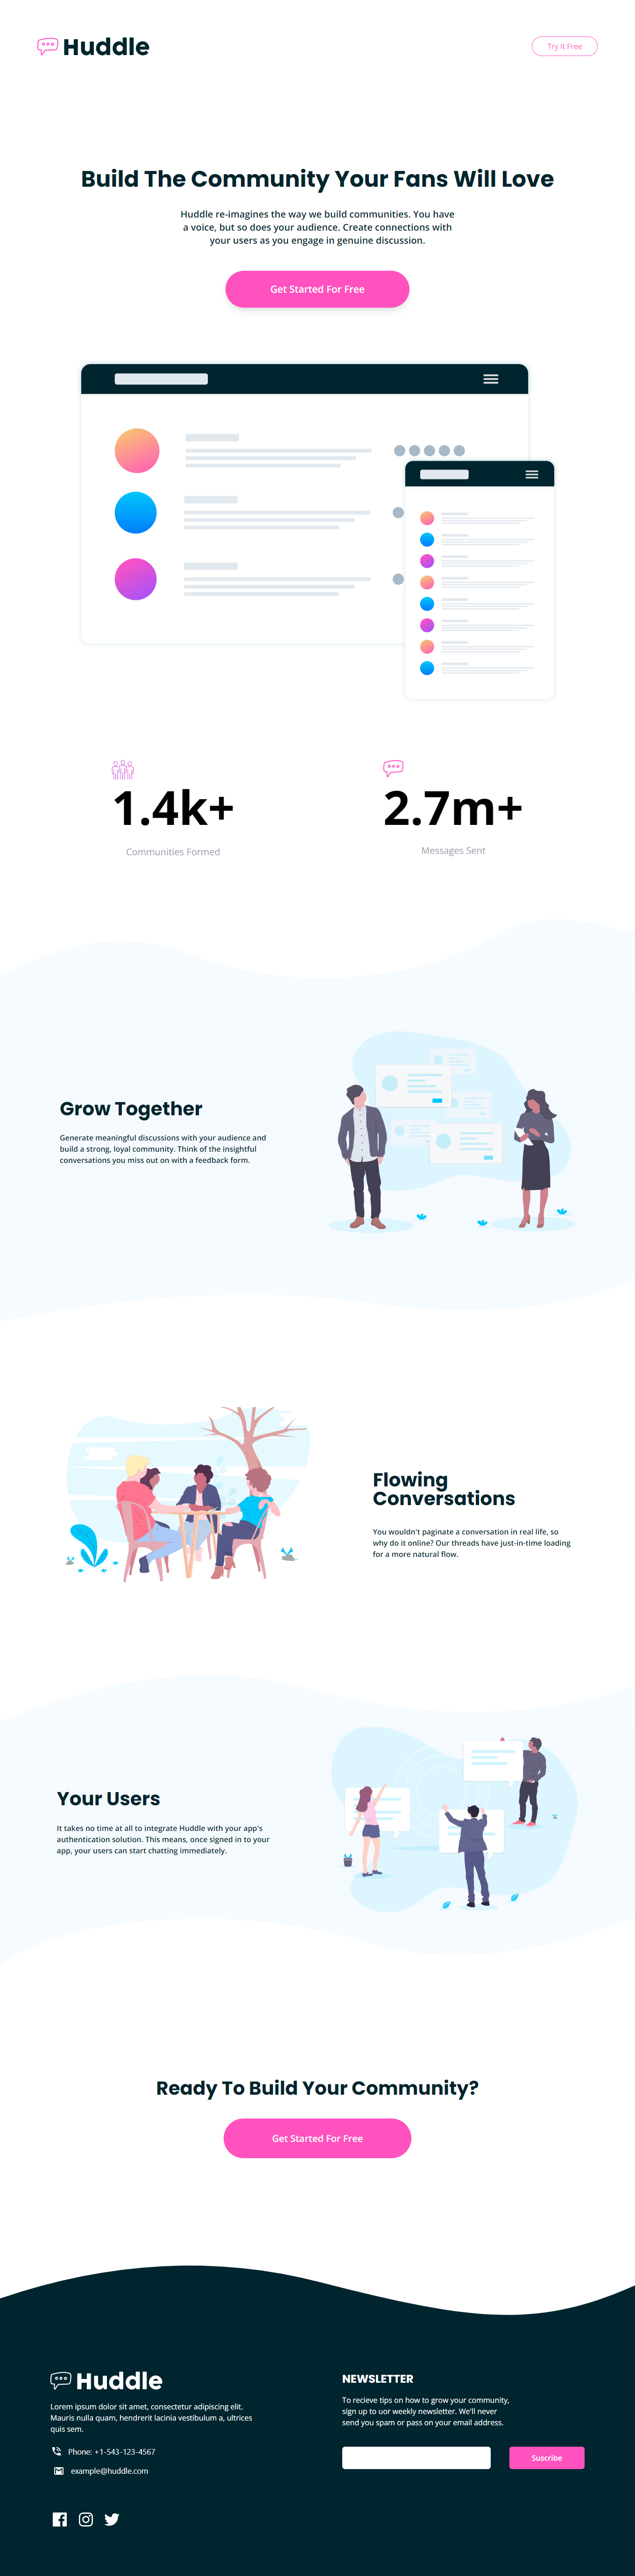 Huddle
Try It Free
Build The Community Your Fans Will Love
Huddle re-imagines the way we build communities. You have
a voice, but so does your audience. Create connections with
your users as you engage in genuine discussion.
Get Started For Free
1.4k+
Communities Formed
2.7m+
Messages Sent
Grow Together
Generate meaningful discussions with your audience and
build a strong, loyal community. Think of the insightful
conversations you miss out on with a feedback form.
Flowing
Conversations
You wouldn't paginate a conversation in real life, so
why do it online? Our threads have just-in-time loading
for a more natural flow.
Your Users
It takes no time at all to integrate Huddle with your app's
authentication solution. This means, once signed in to your
app, your users can start chatting immediately.
Ready To Build Your Community?
Get Started For Free
Huddle
Lorem ipsum dolor sit amet, consectetur adipiscing elit.
Mauris nulla quam, hendrerit lacinia vestibulum a, ultrices
quis sem.
Phone: +1-543-123-4567
example@huddle.com
NEWSLETTER
To recieve tips on how to grow your community,
sign up to uor weekly newsletter. We'll never
send you spam or pass on your email address.
Suscribe